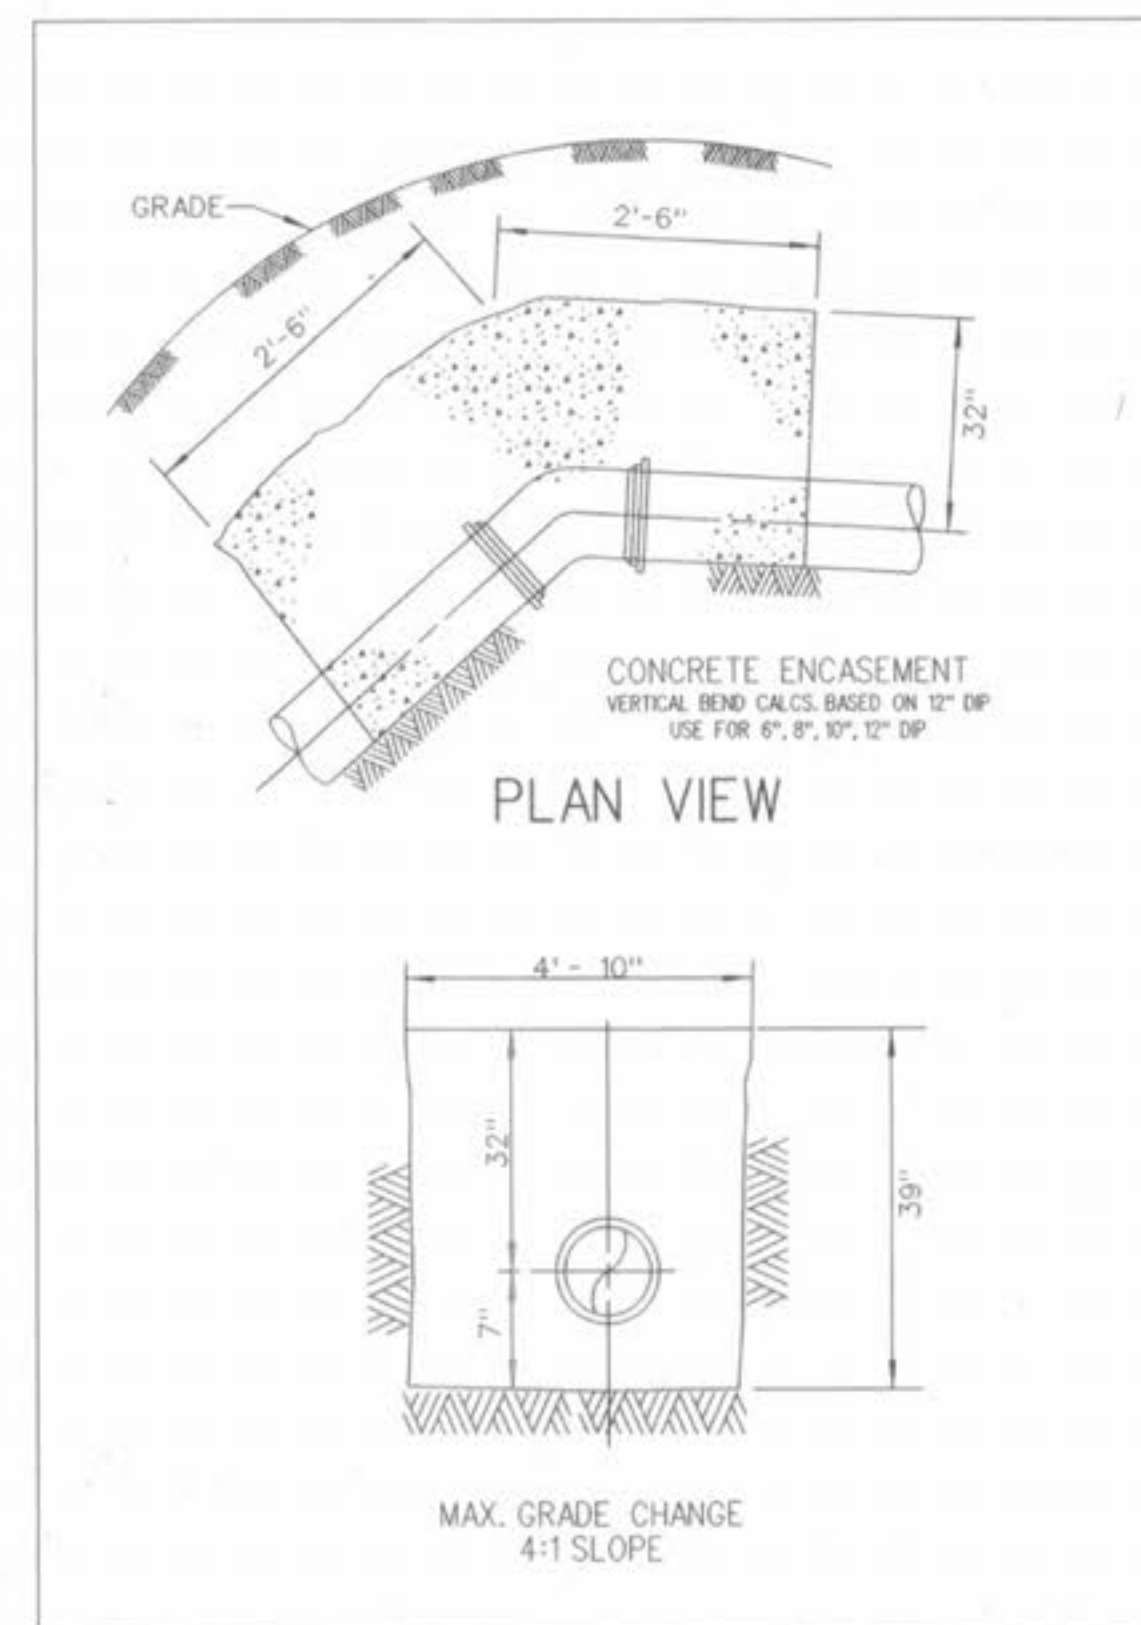 GRADE
2'-6"
2'-6"
32"
CONCRETE ENCASEMENT
VERTICAL BEND CALCS. BASED ON 12" DIP
USE FOR 6", 8", 10", 12" DIP
PLAN VIEW
4' - 10"
32"
39"
7"
MAX. GRADE CHANGE
4:1 SLOPE